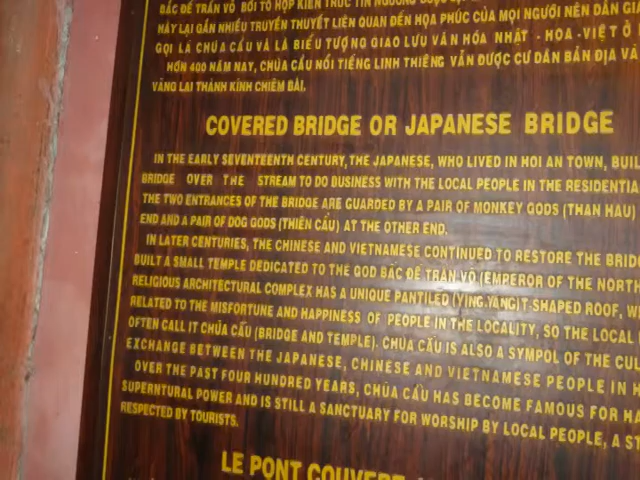 BẮC ĐẾ TRẤN VÕ BỞI TỔ HỢP KIẾN TRÚC TÍN NGƯỠNG
NÀY LẠI GẮN NHIỀU TRUYỀN THUYẾT LIÊN QUAN ĐẾN HỌA PHÚC CỦA MỌI NGƯỜI NÊN DÂN GIA
GỌI LÀ CHÙA CẦU VÀ LÀ BIỂU TƯỢNG GIAO LƯU VĂN HÓA NHẬT - HOA - VIỆT Ở
HƠN 400 NĂM NAY, CHÙA CẦU NỔI TIẾNG LINH THIÊNG VẪN ĐƯỢC CƯ DÂN BẢN ĐỊA VÀ
VÃNG LAI THÀNH KÍNH CHIÊM BÁI.
COVERED BRIDGE OR JAPANESE BRIDGE
IN THE EARLY SEVENTEENTH CENTURY, THE JAPANESE, WHO LIVED IN HOI AN TOWN, BUIL
BRIDGE OVER THE STREAM TO DO BUSINESS WITH THE LOCAL PEOPLE IN THE RESIDENTIA
THE TWO ENTRANCES OF THE BRIDGE ARE GUARDED BY A PAIR OF MONKEY GODS (THAN HAU)
END AND A PAIR OF DOG GODS (THIÊN CẨU) AT THE OTHER END.
IN LATER CENTURIES, THE CHINESE AND VIETNAMESE CONTINUED TO RESTORE THE BRID
BUILT A SMALL TEMPLE DEDICATED TO THE GOD BẮC ĐẾ TRẤN VÕ (EMPEROR OF THE NORTH
RELIGIOUS ARCHITECTURAL COMPLEX HAS A UNIQUE PANTILED (YING.YANG) T-SHAPED ROOF, W
RELATED TO THE MISFORTUNE AND HAPPINESS OF PEOPLE IN THE LOCALITY, SO THE LOCAL
OFTEN CALL IT CHÙA CẦU (BRIDGE AND TEMPLE). CHÙA CẦU IS ALSO A SYMPOL OF THE CUL
EXCHANGE BETWEEN THE JAPANESE, CHINESE AND VIETNAMESE PEOPLE IN H
OVER THE PAST FOUR HUNDRED YEARS, CHÙA CẦU HAS BECOME FAMOUS FOR HA
SUPERNTURAL POWER AND IS STILL A SANCTUARY FOR WORSHIP BY LOCAL PEOPLE, A ST
RESPECTED BY TOURISTS.
LE PONT COUVERT